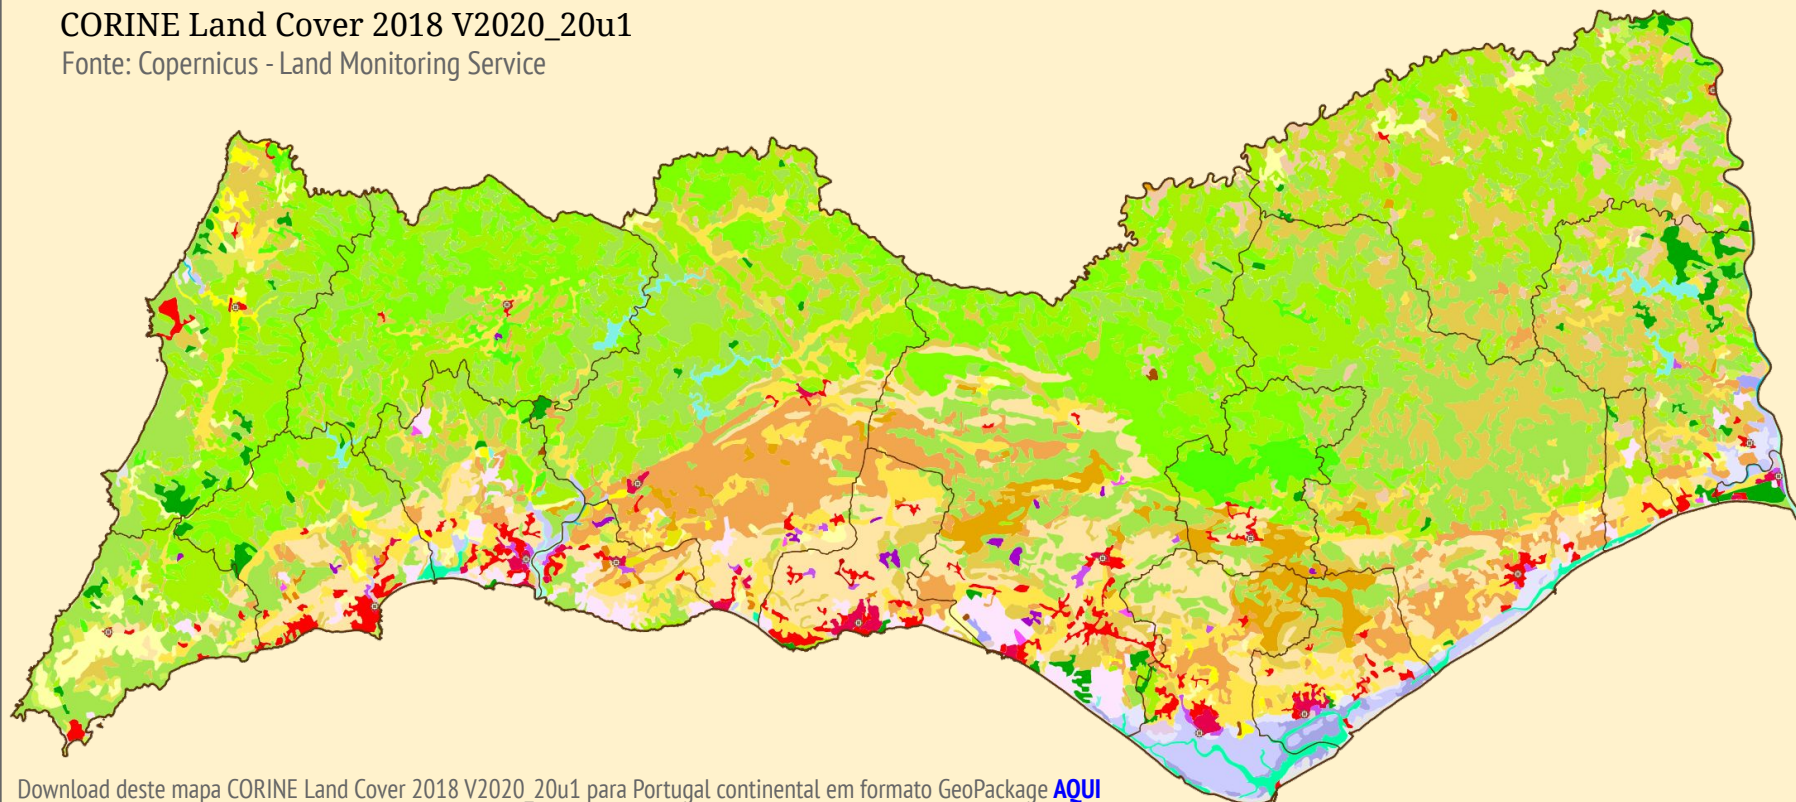 CORINE Land Cover 2018 V2020_20u1
Fonte: Copernicus - Land Monitoring Service
Download deste mapa CORINE Land Cover 2018 V2020_20u1 para Portugal continental em formato GeoPackage AQUI